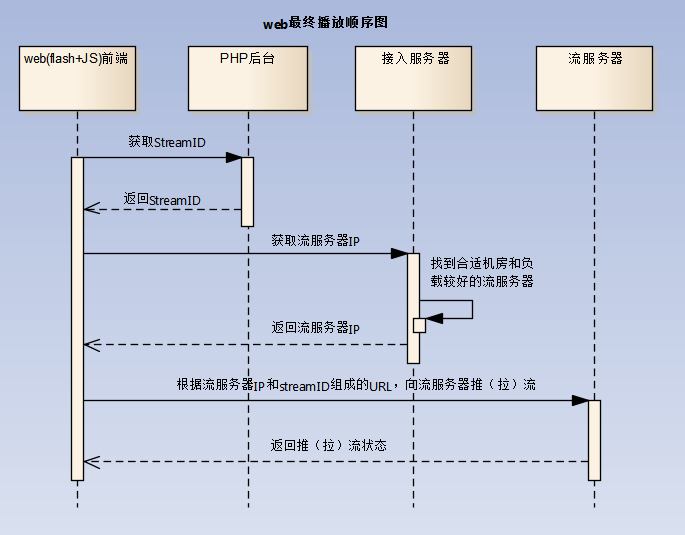 web最终播放顺序图
web(flash+JS)前端
PHP后台
接入服务器
流服务器
获取StreamID
返回StreamID
获取流服务器IP
找到合适机房和负
载较好的流服务器
返回流服务器IP
根据流服务器IP和streamID组成的URL，向流服务器推（拉）流
返回推（拉）流状态